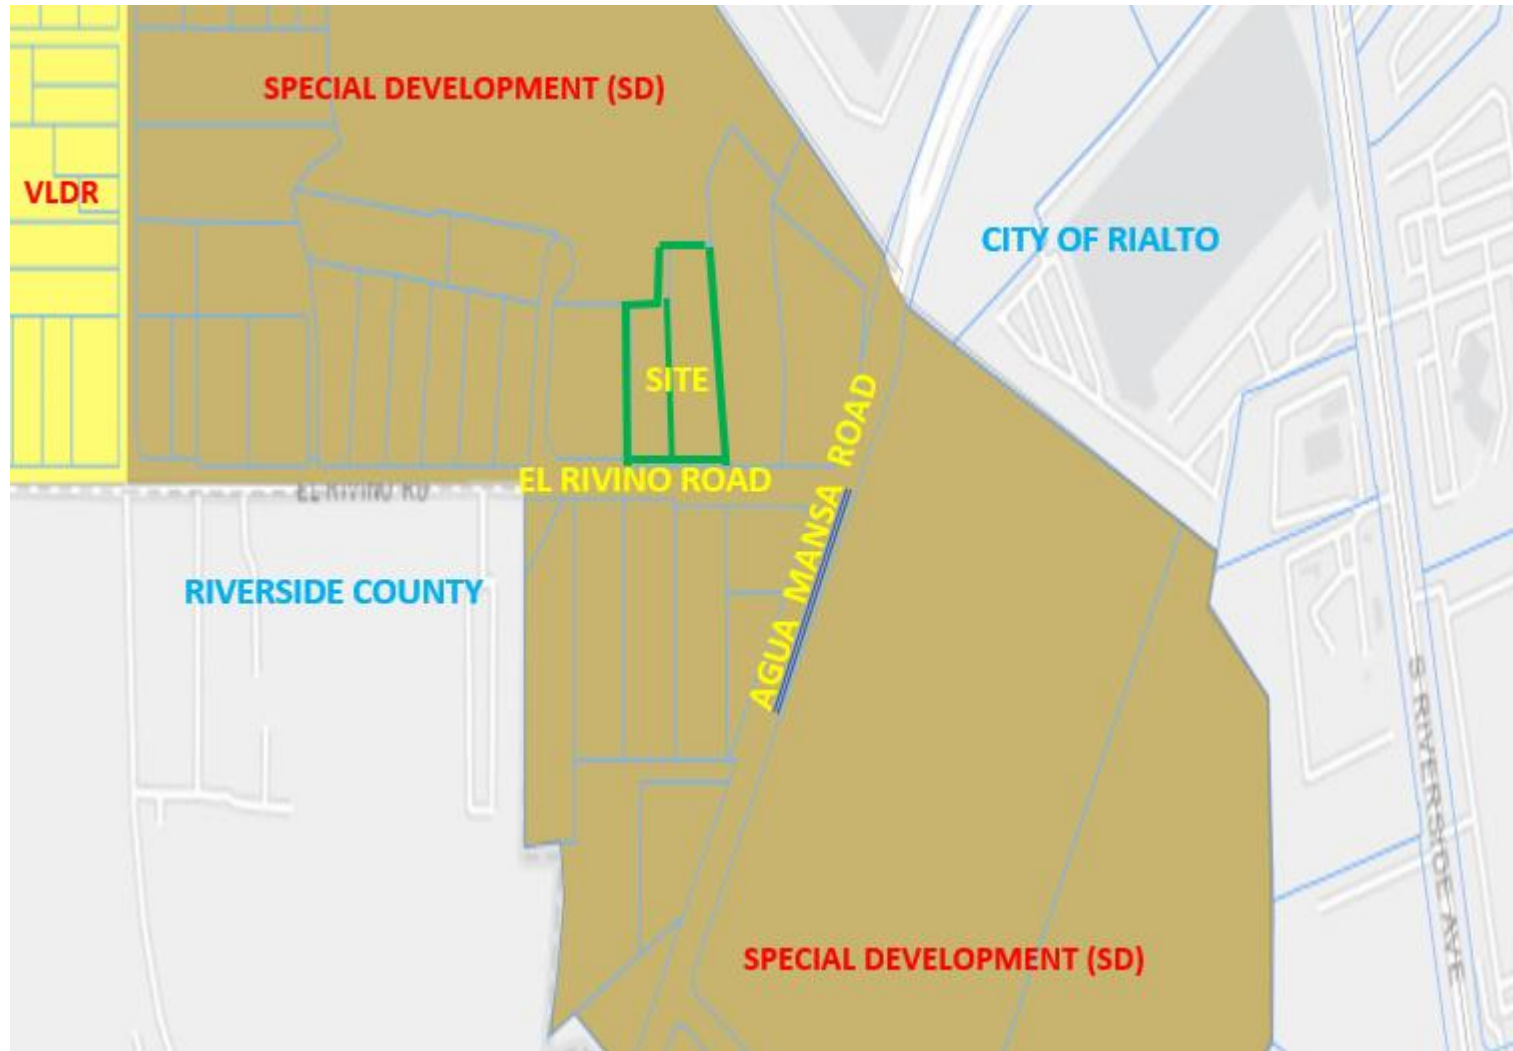 SPECIAL DEVELOPMENT (SD)
VLDR
CITY OF RIALTO
SITE
EL RIVINO ROAD
EL RIVINO RD
AGUA MANSA ROAD
RIVERSIDE COUNTY
S RIVERSIDE AVE
SPECIAL DEVELOPMENT (SD)